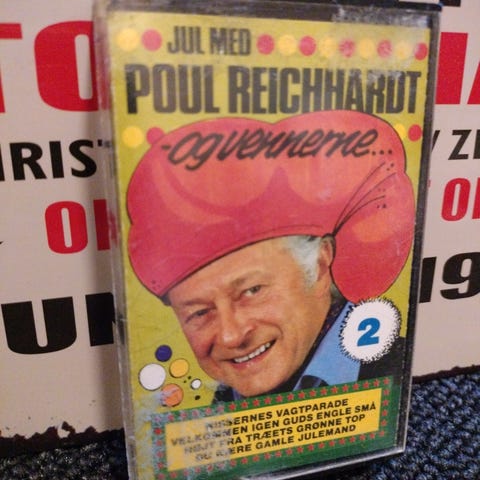 JUL MED
POUL REICHHARDT
-og vennerne...
2
NISSERNES VAGTPARADE
VELKOMMEN IGEN GUDS ENGLE SMÅ
HØJT FRA TRÆETS GRØNNE TOP
DU KÆRE GAMLE JULEMAND